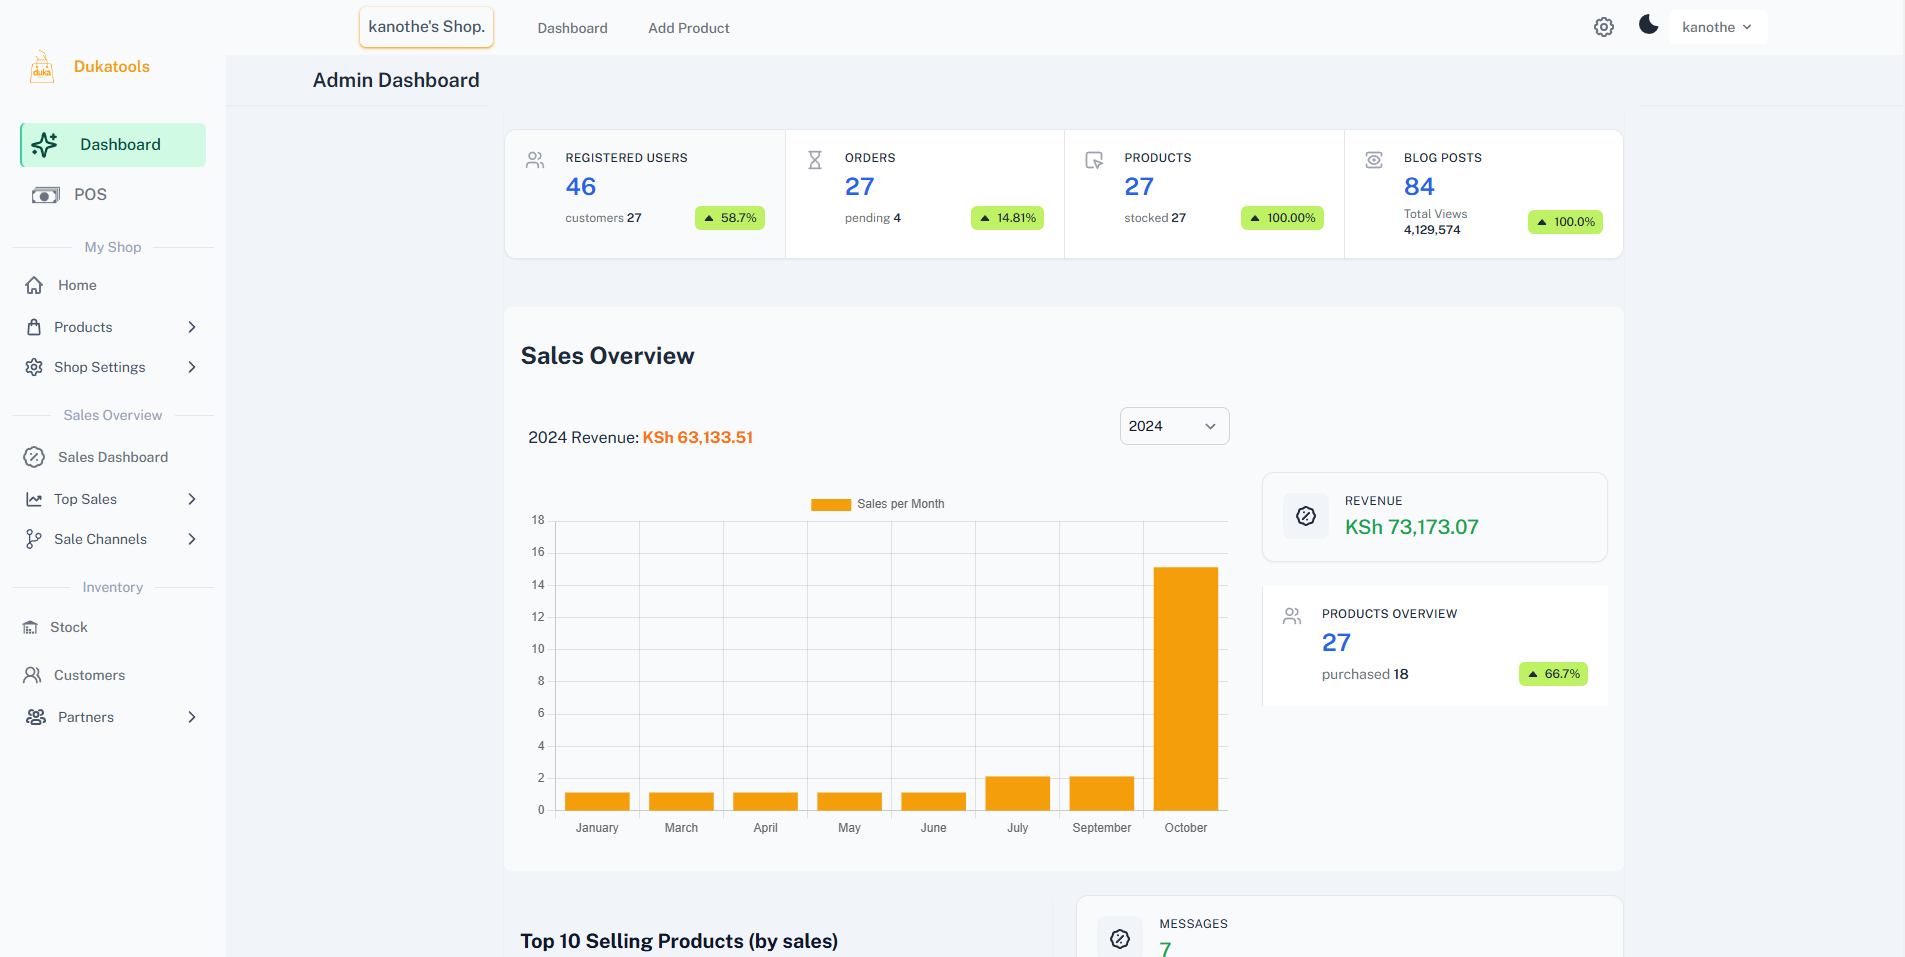 kanothe's Shop.
Dashboard
Add Product
kanothe
duka
Dukatools
Admin Dashboard
Dashboard
POS
My Shop
Home
Products
Shop Settings
Sales Overview
Sales Dashboard
Top Sales
Sale Channels
Inventory
Stock
Customers
Partners
REGISTERED USERS
46
customers 27
58.7%
ORDERS
27
pending 4
14.81%
PRODUCTS
27
stocked 27
100.00%
BLOG POSTS
84
Total Views
4,129,574
100.0%
Sales Overview
2024 Revenue: KSh 63,133.51
2024
Sales per Month
18
16
14
12
10
8
6
4
2
0
January
March
April
May
June
July
September
October
REVENUE
KSh 73,173.07
PRODUCTS OVERVIEW
27
purchased 18
66.7%
Top 10 Selling Products (by sales)
MESSAGES
7